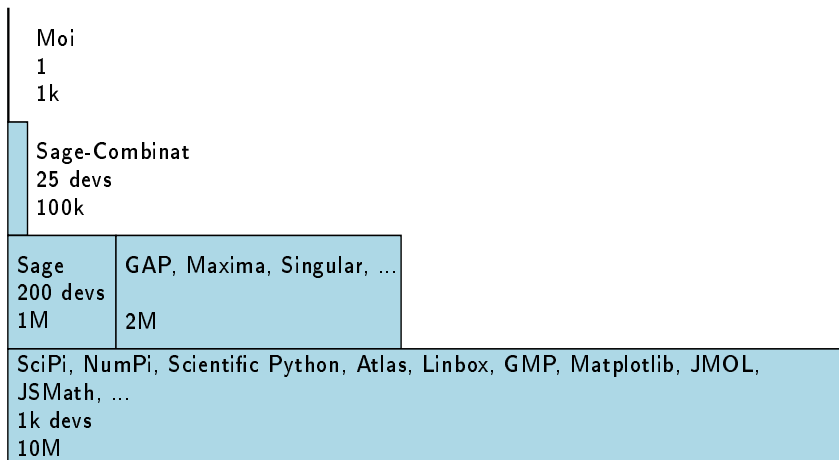 Moi
1
1k
Sage-Combinat
25 devs
100k
Sage
200 devs
1M
GAP, Maxima, Singular, ...
2M
SciPi, NumPi, Scientific Python, Atlas, Linbox, GMP, Matplotlib, JMOL,
JSMath, ...
1k devs
10M